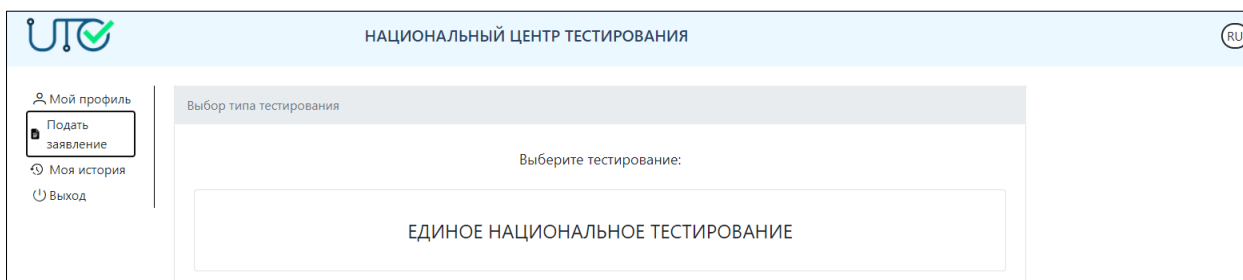 UTO
НАЦИОНАЛЬНЫЙ ЦЕНТР ТЕСТИРОВАНИЯ
RU
Мой профиль
Подать
заявление
Моя история
Выход
Выбор типа тестирования
Выберите тестирование:
ЕДИНОЕ НАЦИОНАЛЬНОЕ ТЕСТИРОВАНИЕ